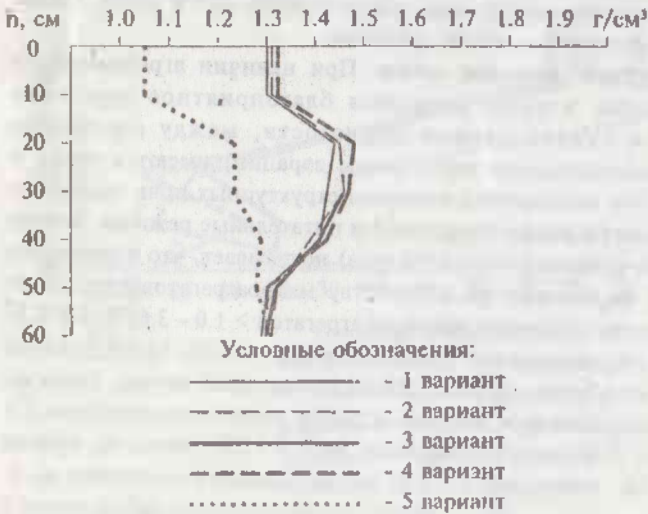 h, см 1.0 1.1 1.2 1.3 1.4 1.5 1.6 1.7 1.8 1.9 г/см³
0
10
20
30
40
50
60
Условные обозначения:
- 1 вариант
- 2 вариант
- 3 вариант
- 4 вариант
- 5 вариант